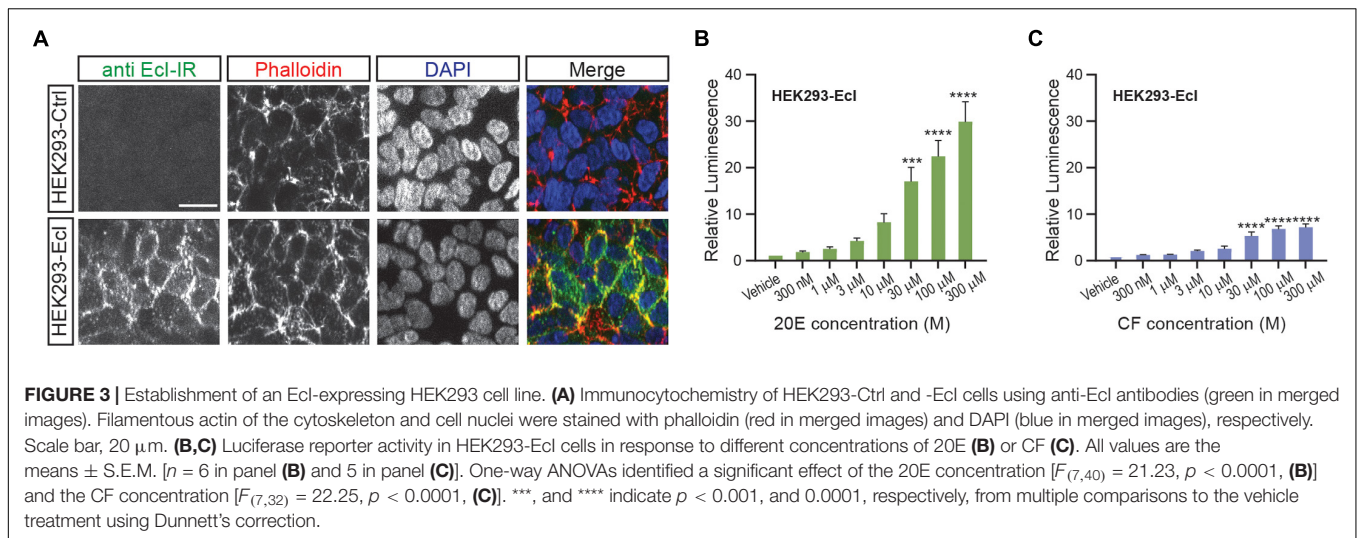 A
anti EcI-IR
Phalloidin
DAPI
Merge
HEK293-Ctrl
HEK293-EcI
B
Relative Luminescence
40
30
20
10
0
HEK293-EcI
***
****
****
Vehicle
300 nM
1 µM
3 µM
10 µM
30 µM
100 µM
300 µM
20E concentration (M)
C
Relative Luminescence
40
30
20
10
0
HEK293-EcI
****
****
****
Vehicle
300 nM
1 µM
3 µM
10 µM
30 µM
100 µM
300 µM
CF concentration (M)
FIGURE 3 | Establishment of an EcI-expressing HEK293 cell line. (A) Immunocytochemistry of HEK293-Ctrl and -EcI cells using anti-EcI antibodies (green in merged
images). Filamentous actin of the cytoskeleton and cell nuclei were stained with phalloidin (red in merged images) and DAPI (blue in merged images), respectively.
Scale bar, 20 µm. (B,C) Luciferase reporter activity in HEK293-EcI cells in response to different concentrations of 20E (B) or CF (C). All values are the
means ± S.E.M. [n = 6 in panel (B) and 5 in panel (C)]. One-way ANOVAs identified a significant effect of the 20E concentration [F(7,40) = 21.23, p < 0.0001, (B)]
and the CF concentration [F(7,32) = 22.25, p < 0.0001, (C)]. ***, and **** indicate p < 0.001, and 0.0001, respectively, from multiple comparisons to the vehicle
treatment using Dunnett's correction.